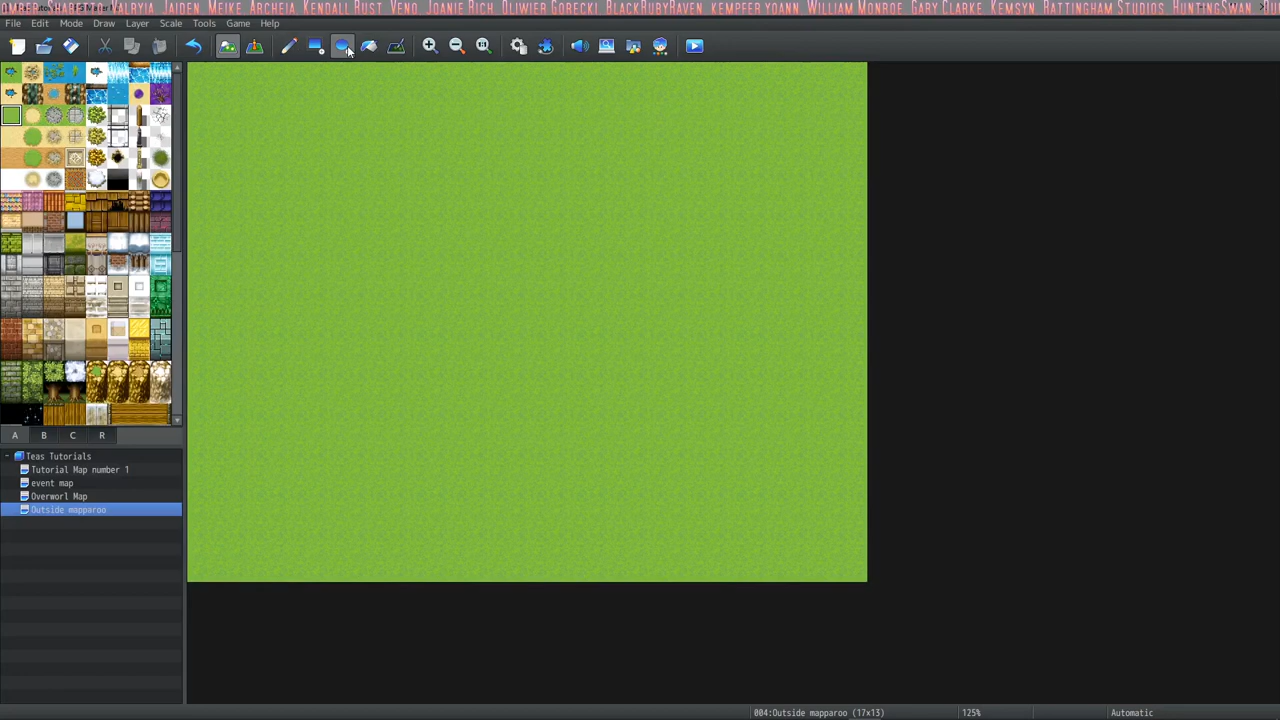 VALBYIA JAIDEN MEIKE ARCHEIA KENDALL RUST VENO JOANIE RICH OLIWIER GOBECKI BLACKRUBYRAVEN KEMPFER YOANN WILLIAM MONROE GARY CLARKE KEMSYN RATTINGHAM STUDIOS HUNTINGSWAN
File Edit Mode Draw Layer Scale Tools Game Help
A B C R
Teas Tutorials
Tutorial Map number 1
event map
Overworl Map
Outside mapparoo
004:Outside mapparoo (17x13) 125% Automatic